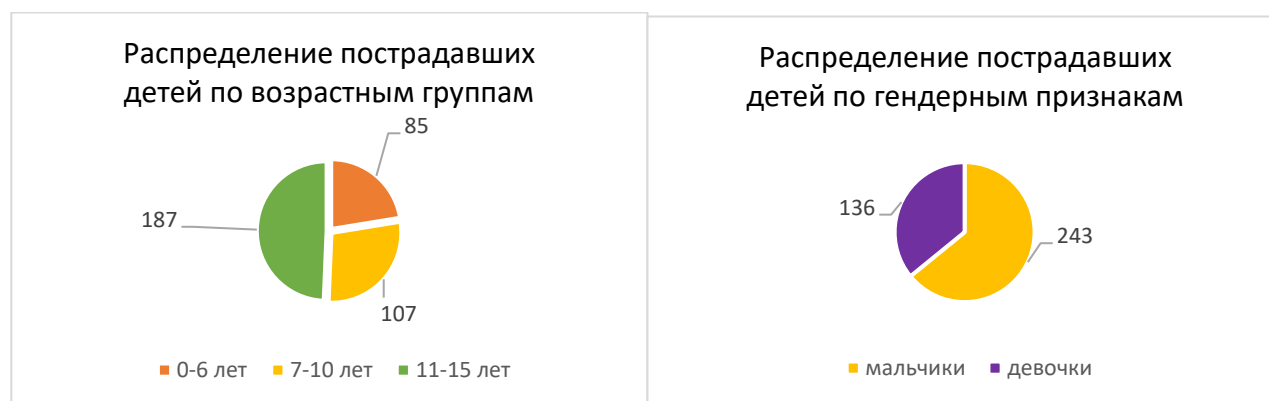 Распределение пострадавших
детей по возрастным группам
85
187
107
0-6 лет 7-10 лет 11-15 лет
Распределение пострадавших
детей по гендерным признакам
136
243
мальчики девочки